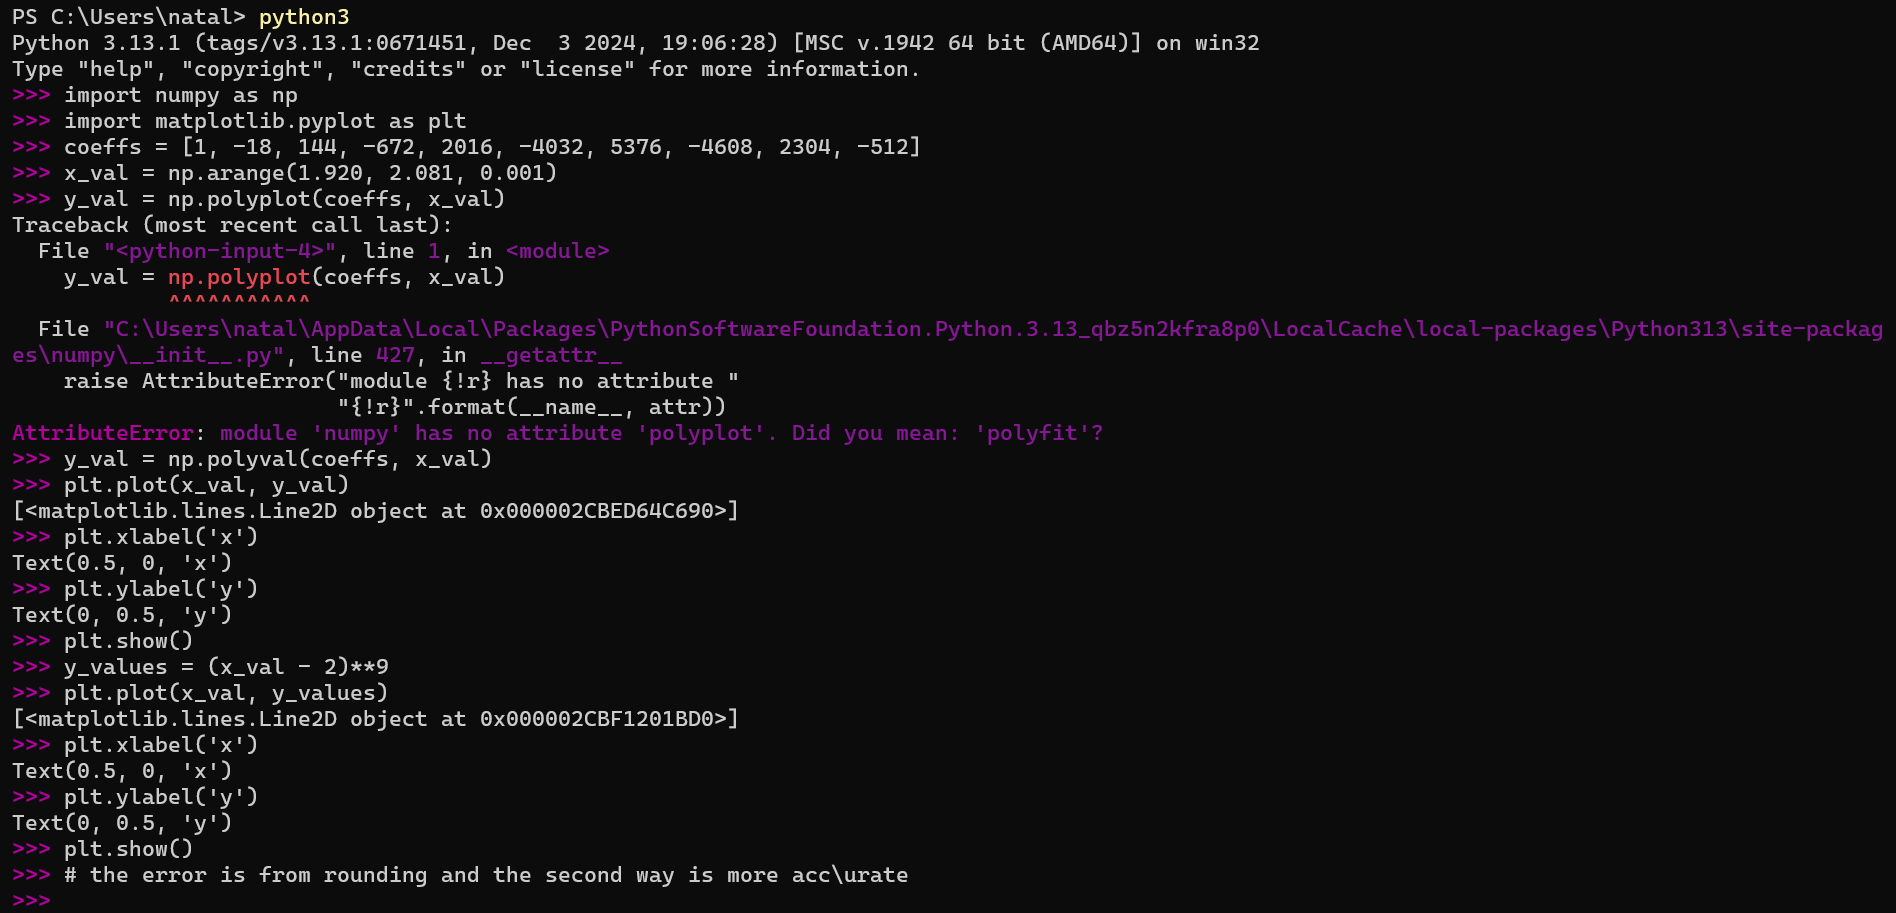 PS C:\Users\natal> python3
Python 3.13.1 (tags/v3.13.1:0671451, Dec  3 2024, 19:06:28) [MSC v.1942 64 bit (AMD64)] on win32
Type "help", "copyright", "credits" or "license" for more information.
>>> import numpy as np
>>> import matplotlib.pyplot as plt
>>> coeffs = [1, -18, 144, -672, 2016, -4032, 5376, -4608, 2304, -512]
>>> x_val = np.arange(1.920, 2.081, 0.001)
>>> y_val = np.polyplot(coeffs, x_val)
Traceback (most recent call last):
  File "<python-input-4>", line 1, in <module>
    y_val = np.polyplot(coeffs, x_val)
            ^^^^^^^^^^^
  File "C:\Users\natal\AppData\Local\Packages\PythonSoftwareFoundation.Python.3.13_qbz5n2kfra8p0\LocalCache\local-packages\Python313\site-packag
es\numpy\__init__.py", line 427, in __getattr__
    raise AttributeError("module {!r} has no attribute "
                         "{!r}".format(__name__, attr))
AttributeError: module 'numpy' has no attribute 'polyplot'. Did you mean: 'polyfit'?
>>> y_val = np.polyval(coeffs, x_val)
>>> plt.plot(x_val, y_val)
[<matplotlib.lines.Line2D object at 0x000002CBED64C690>]
>>> plt.xlabel('x')
Text(0.5, 0, 'x')
>>> plt.ylabel('y')
Text(0, 0.5, 'y')
>>> plt.show()
>>> y_values = (x_val - 2)**9
>>> plt.plot(x_val, y_values)
[<matplotlib.lines.Line2D object at 0x000002CBF1201BD0>]
>>> plt.xlabel('x')
Text(0.5, 0, 'x')
>>> plt.ylabel('y')
Text(0, 0.5, 'y')
>>> plt.show()
>>> # the error is from rounding and the second way is more acc\urate
>>>